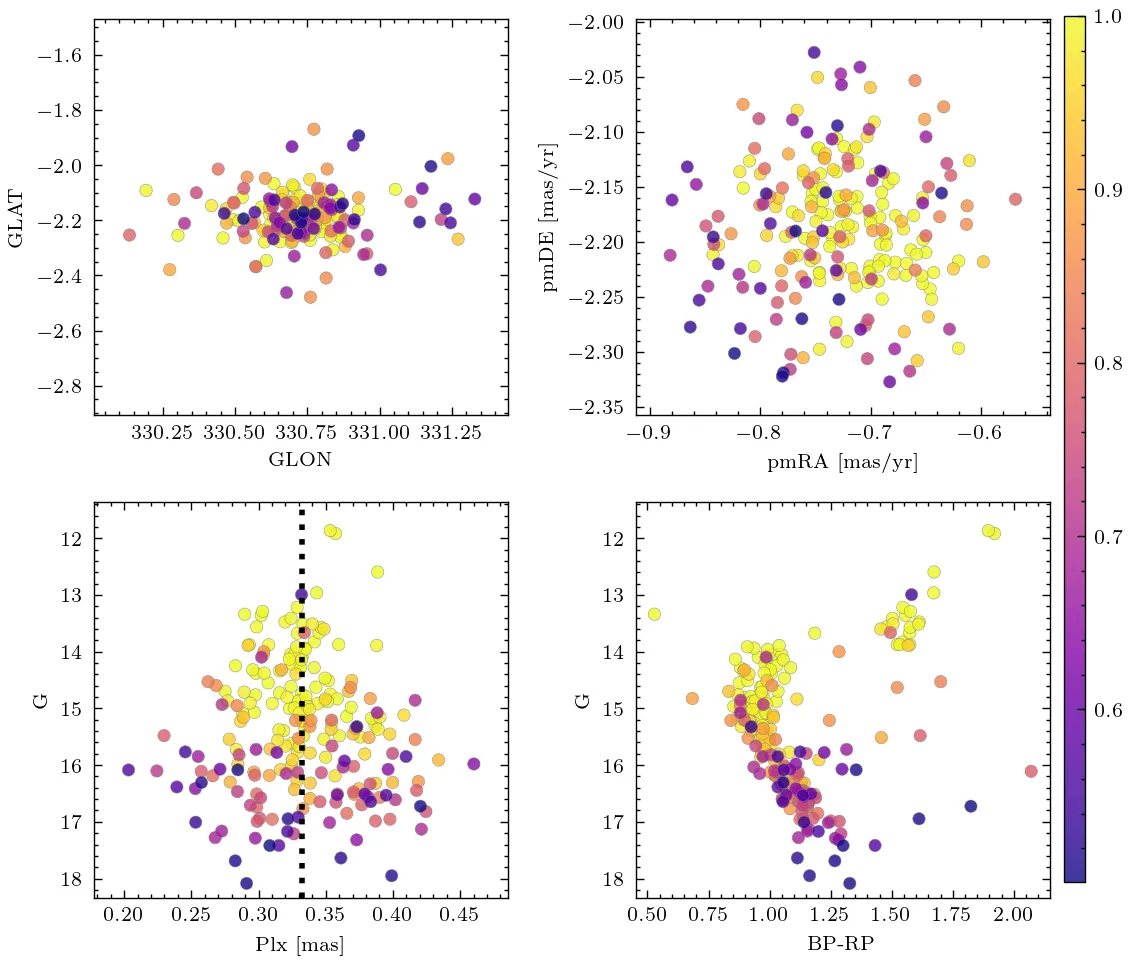 −1.6
−1.8
−2.0
−2.2
−2.4
−2.6
−2.8
GLAT
330.25 330.50 330.75 331.00 331.25
GLON
−2.00
−2.05
−2.10
−2.15
−2.20
−2.25
−2.30
−2.35
pmDE [mas/yr]
−0.9 −0.8 −0.7 −0.6
pmRA [mas/yr]
1.0
0.9
0.8
0.7
0.6
12
13
14
15
16
17
18
G
0.20 0.25 0.30 0.35 0.40 0.45
Plx [mas]
12
13
14
15
16
17
18
G
0.50 0.75 1.00 1.25 1.50 1.75 2.00
BP-RP